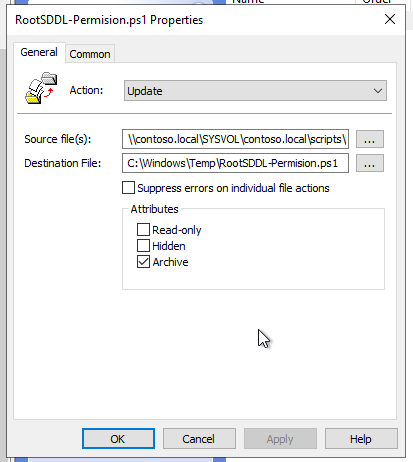 Name
Order
RootSDDL-Permision.ps1 Properties
General
Common
Action:
Update
Source file(s):
\\contoso.local\SYSVOL\contoso.local\scripts\
...
Destination File:
C:\Windows\Temp\RootSDDL-Permision.ps1
...
Suppress errors on individual file actions
Attributes
Read-only
Hidden
Archive
OK
Cancel
Apply
Help